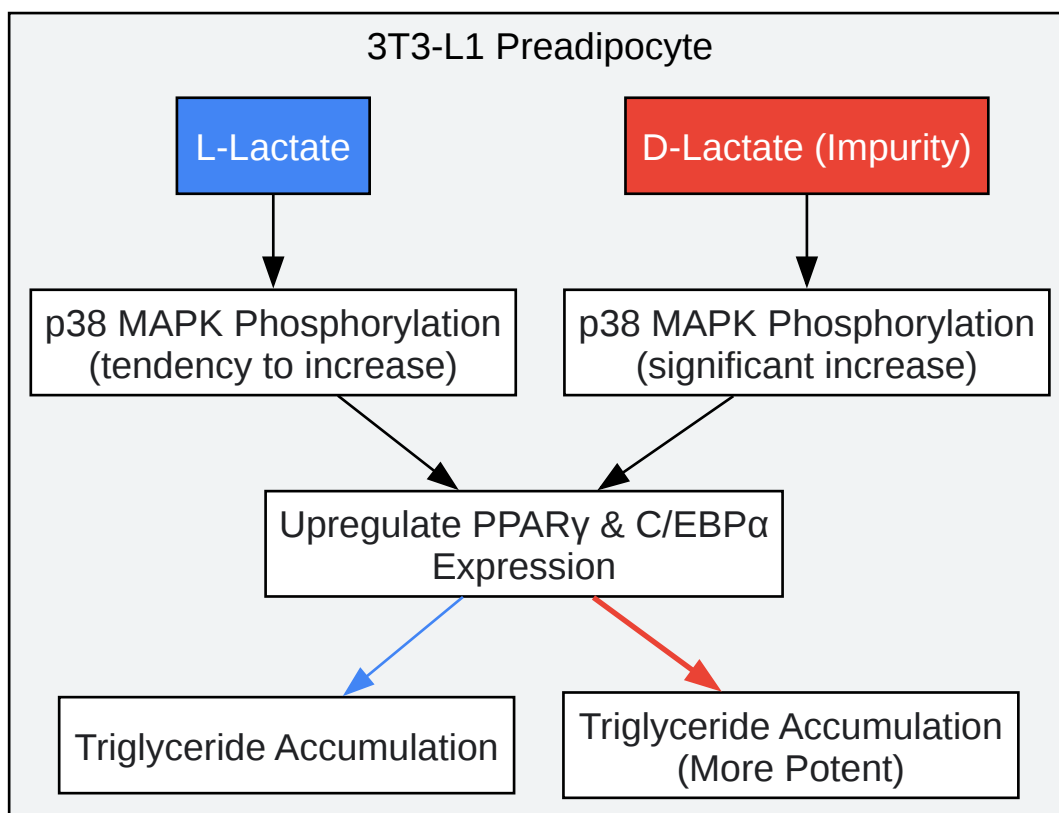 3T3-L1 Preadipocyte
L-Lactate
D-Lactate (Impurity)
p38 MAPK Phosphorylation
(tendency to increase)
p38 MAPK Phosphorylation
(significant increase)
Upregulate PPARγ & C/EBPα
Expression
Triglyceride Accumulation
Triglyceride Accumulation
(More Potent)